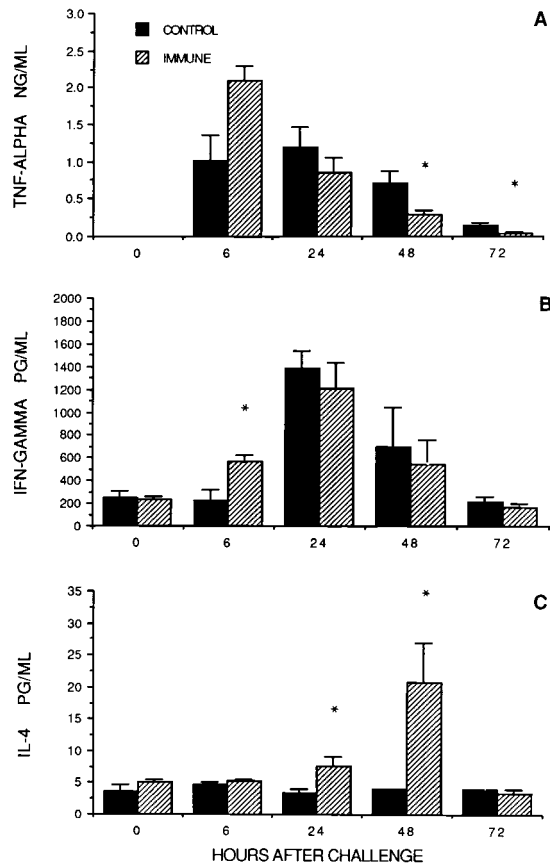 A
CONTROL
IMMUNE
TNF-ALPHA NG/ML
3.0
2.5
2.0
1.5
1.0
0.5
0.0
*
*
0 6 24 48 72
B
IFN-GAMMA PG/ML
2000
1800
1600
1400
1200
1000
800
600
400
200
0
*
0 6 24 48 72
C
IL-4 PG/ML
35
30
25
20
15
10
5
0
*
*
0 6 24 48 72
HOURS AFTER CHALLENGE